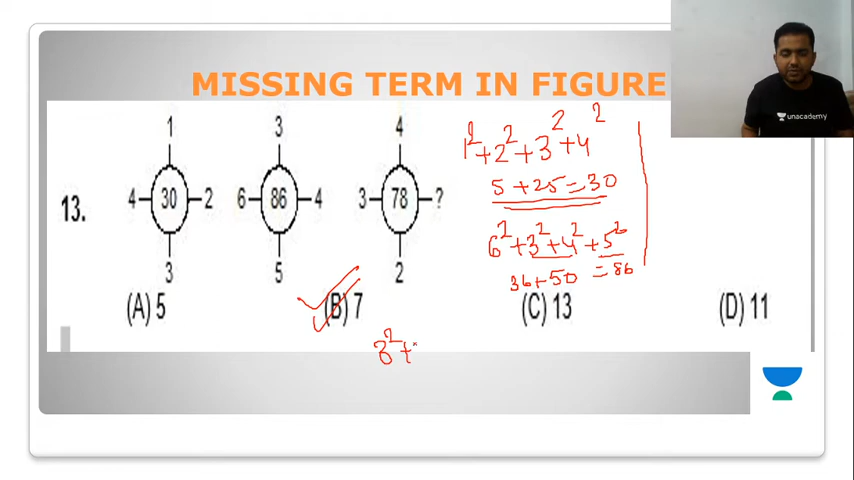 MISSING TERM IN FIGURE
unacademy
13.
1
4 30 2
3
3
6 86 4
5
4
3 78 ?
2
1² + 2² + 3² + 4²
5 + 25 = 30
6² + 3² + 4² + 5²
36 + 50 = 86
(A) 5
(B) 7
(C) 13
(D) 11
3² +